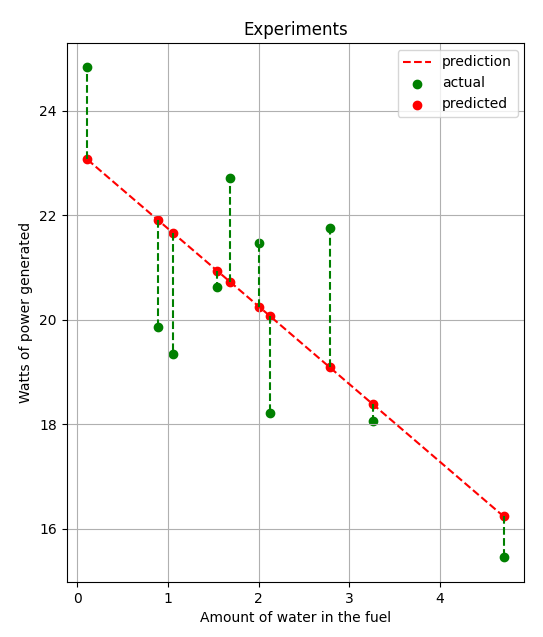 Experiments
prediction
actual
predicted
24
22
20
18
16
Watts of power generated
0 1 2 3 4
Amount of water in the fuel